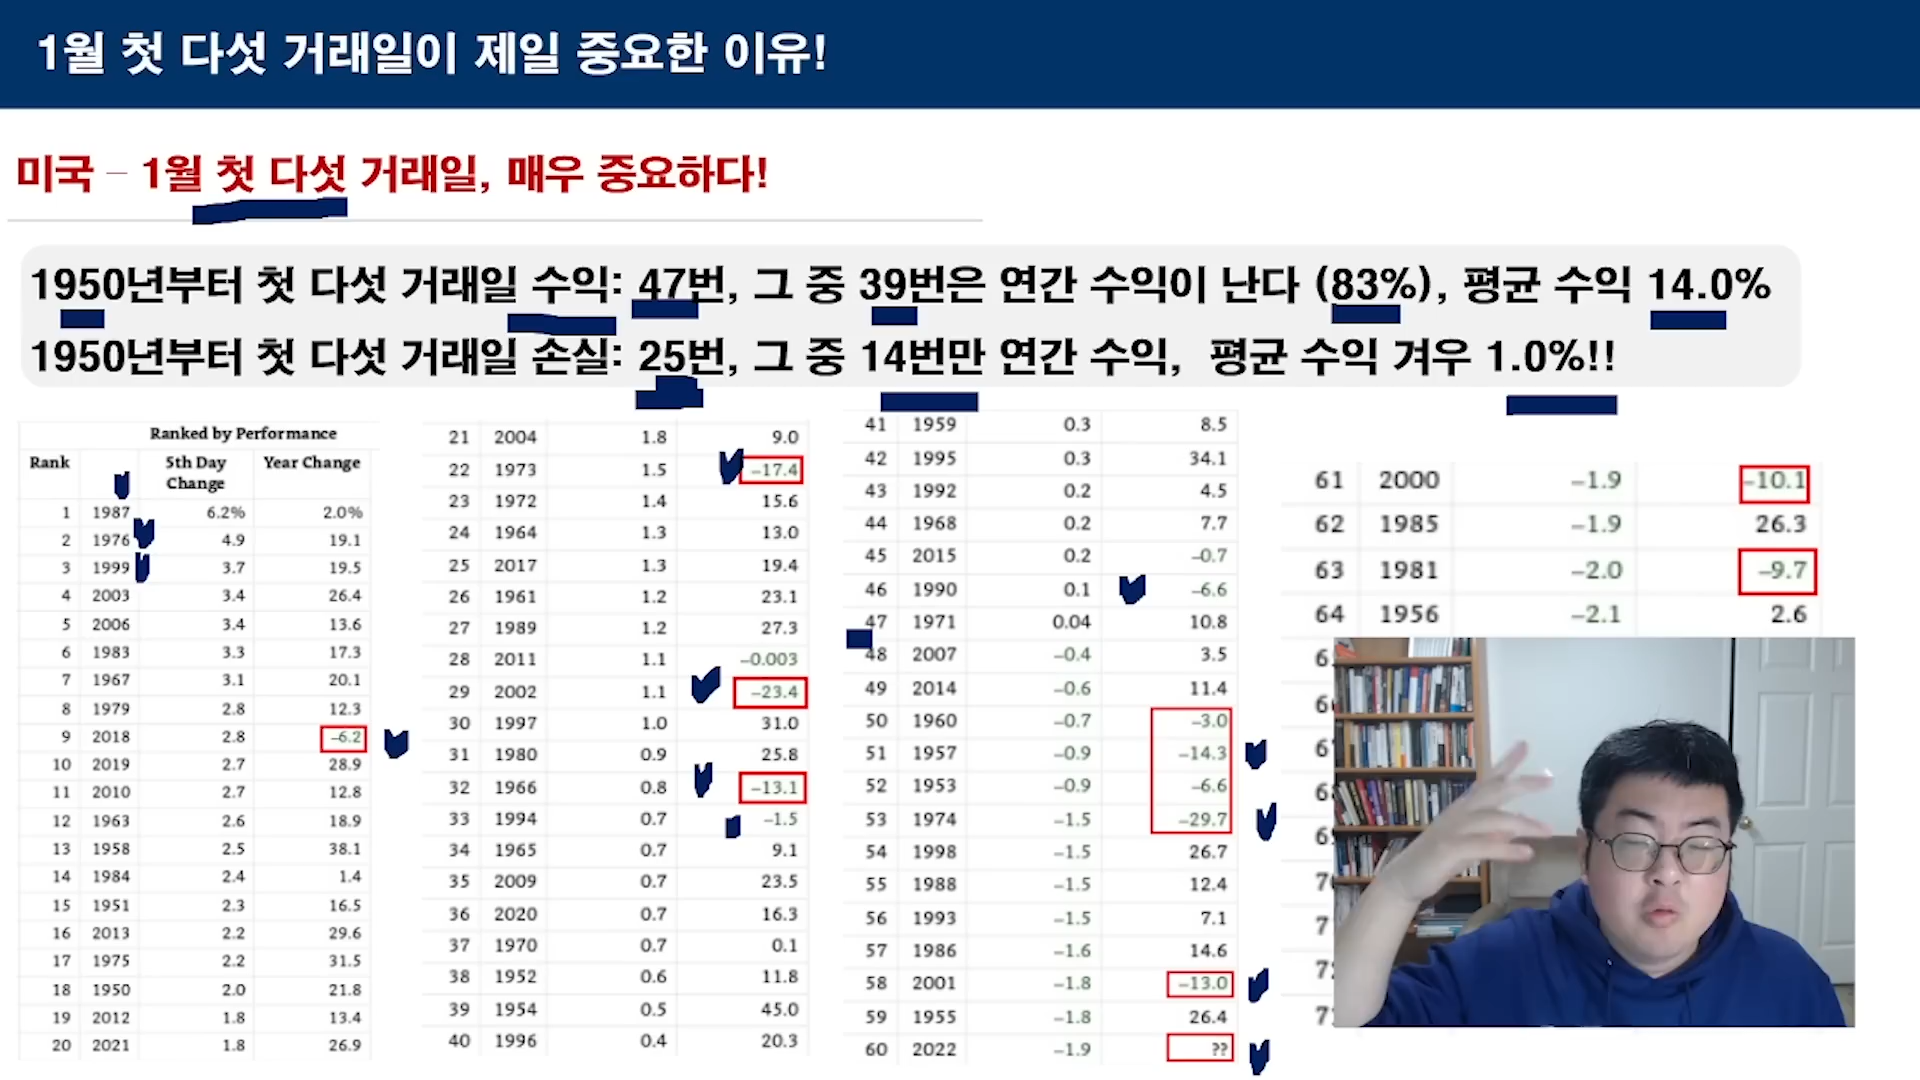 1월 첫 다섯 거래일이 제일 중요한 이유!
미국 – 1월 첫 다섯 거래일, 매우 중요하다!
1950년부터 첫 다섯 거래일 수익: 47번, 그 중 39번은 연간 수익이 난다 (83%), 평균 수익 14.0%
1950년부터 첫 다섯 거래일 손실: 25번, 그 중 14번만 연간 수익, 평균 수익 겨우 1.0%!!
Ranked by Performance
Rank 5th Day Change Year Change
1 1987 6.2% 2.0%
2 1976 4.9 19.1
3 1999 3.7 19.5
4 2003 3.4 26.4
5 2006 3.4 13.6
6 1983 3.3 17.3
7 1967 3.1 20.1
8 1979 2.8 12.3
9 2018 2.8 –6.2
10 2019 2.7 28.9
11 2010 2.7 12.8
12 1963 2.6 18.9
13 1958 2.5 38.1
14 1984 2.4 1.4
15 1951 2.3 16.5
16 2013 2.2 29.6
17 1975 2.2 31.5
18 1950 2.0 21.8
19 2012 1.8 13.4
20 2021 1.8 26.9
21 2004 1.8 9.0
22 1973 1.5 –17.4
23 1972 1.4 15.6
24 1964 1.3 13.0
25 2017 1.3 19.4
26 1961 1.2 23.1
27 1989 1.2 27.3
28 2011 1.1 –0.003
29 2002 1.1 –23.4
30 1997 1.0 31.0
31 1980 0.9 25.8
32 1966 0.8 –13.1
33 1994 0.7 –1.5
34 1965 0.7 9.1
35 2009 0.7 23.5
36 2020 0.7 16.3
37 1970 0.7 0.1
38 1952 0.6 11.8
39 1954 0.5 45.0
40 1996 0.4 20.3
41 1959 0.3 8.5
42 1995 0.3 34.1
43 1992 0.2 4.5
44 1968 0.2 7.7
45 2015 0.2 –0.7
46 1990 0.1 –6.6
47 1971 0.04 10.8
48 2007 –0.4 3.5
49 2014 –0.6 11.4
50 1960 –0.7 –3.0
51 1957 –0.9 –14.3
52 1953 –0.9 –6.6
53 1974 –1.5 –29.7
54 1998 –1.5 26.7
55 1988 –1.5 12.4
56 1993 –1.5 7.1
57 1986 –1.6 14.6
58 2001 –1.8 –13.0
59 1955 –1.8 26.4
60 2022 –1.9 ??
61 2000 –1.9 –10.1
62 1985 –1.9 26.3
63 1981 –2.0 –9.7
64 1956 –2.1 2.6